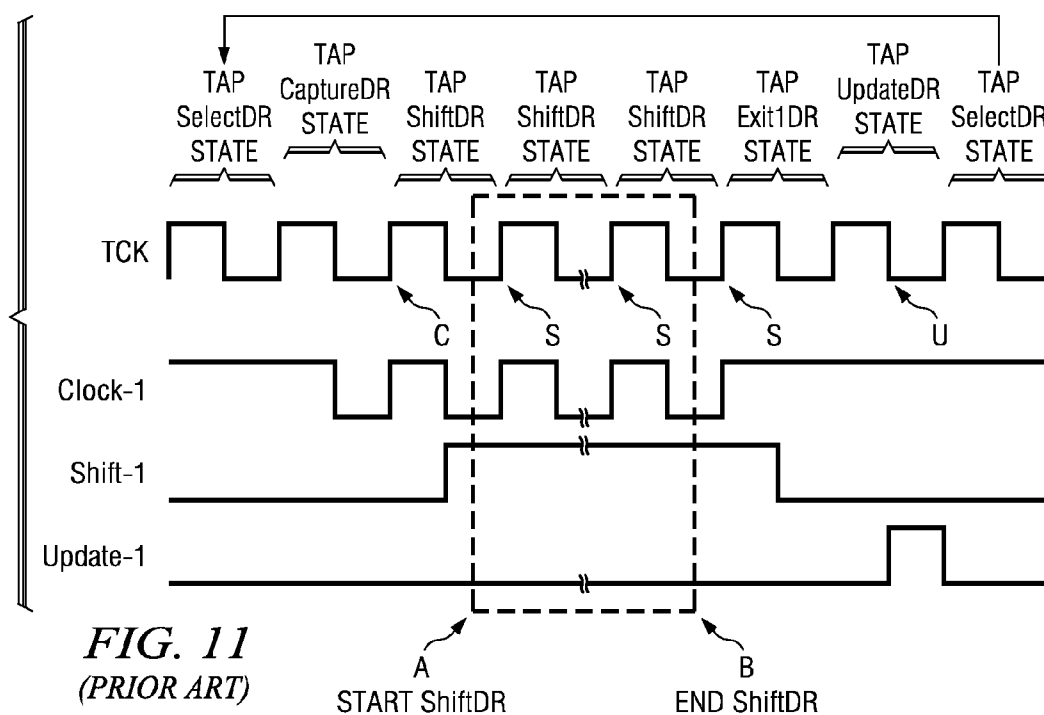 TAP SelectDR STATE
TAP CaptureDR STATE
TAP ShiftDR STATE
TAP ShiftDR STATE
TAP ShiftDR STATE
TAP Exit1DR STATE
TAP UpdateDR STATE
TAP SelectDR STATE
TCK
C
S
S
S
U
Clock-1
Shift-1
Update-1
A
START ShiftDR
B
END ShiftDR
FIG. 11
(PRIOR ART)